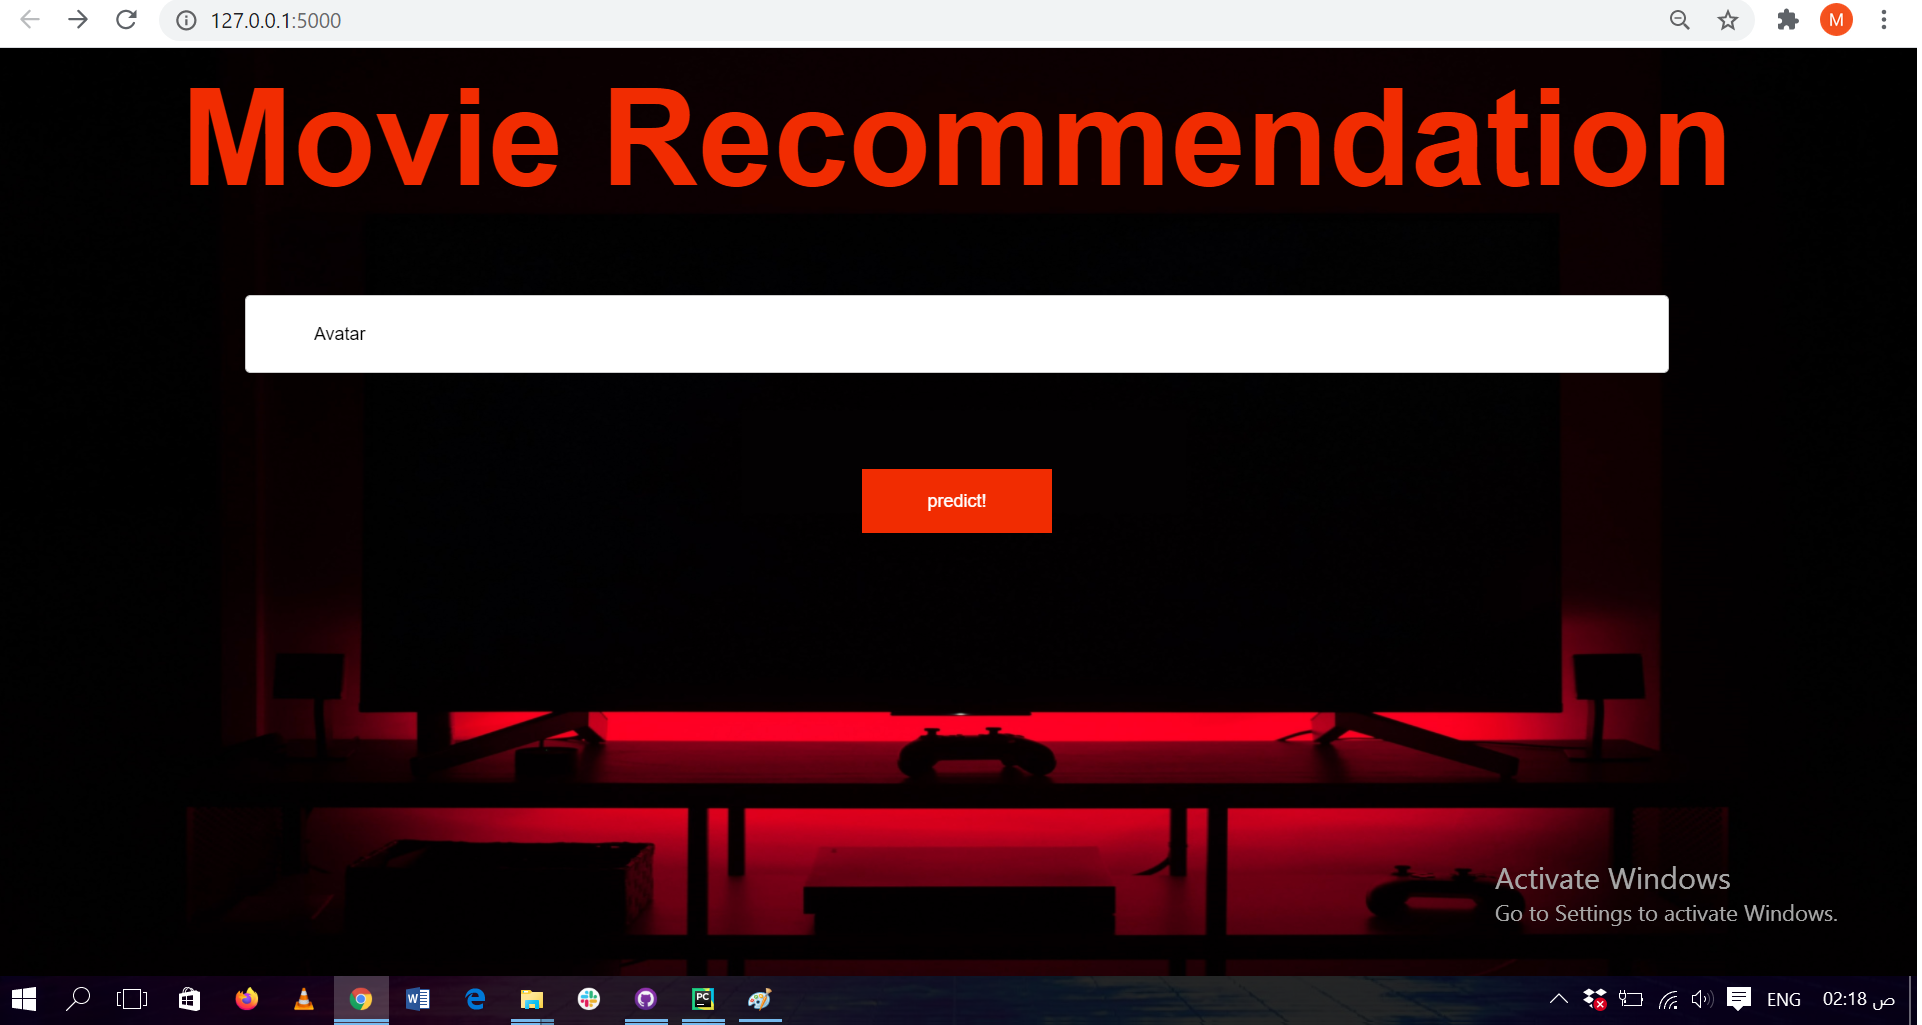 127.0.0.1:5000
M
Movie Recommendation
Avatar
predict!
Activate Windows
Go to Settings to activate Windows.
W
PC
ENG
02:18 ص